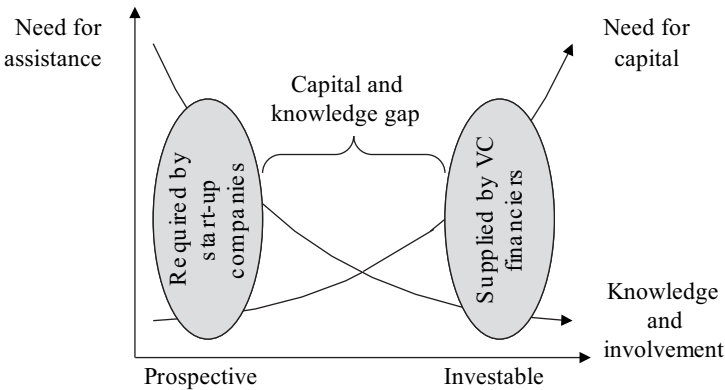 Need for
assistance
Need for
capital
Capital and
knowledge gap
Required by
start-up
companies
Supplied by VC
financiers
Knowledge
and
involvement
Prospective
Investable